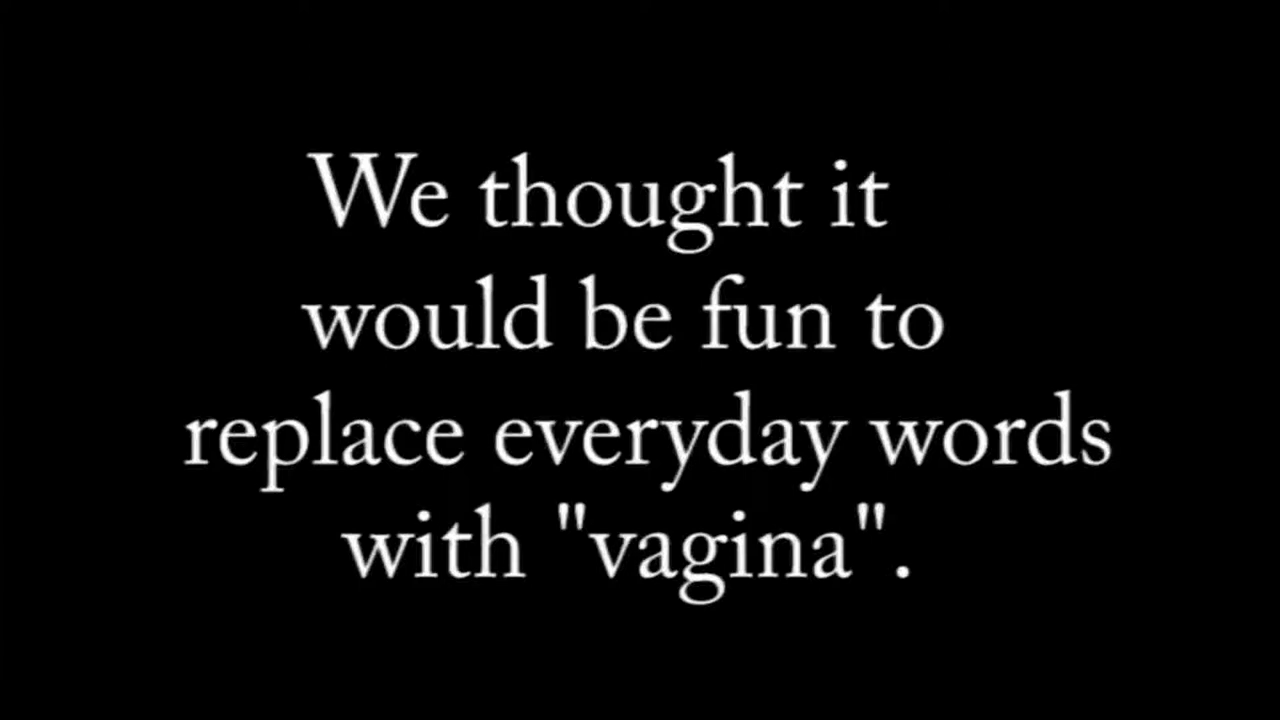 We thought it
would be fun to
replace everyday words
with "vagina".